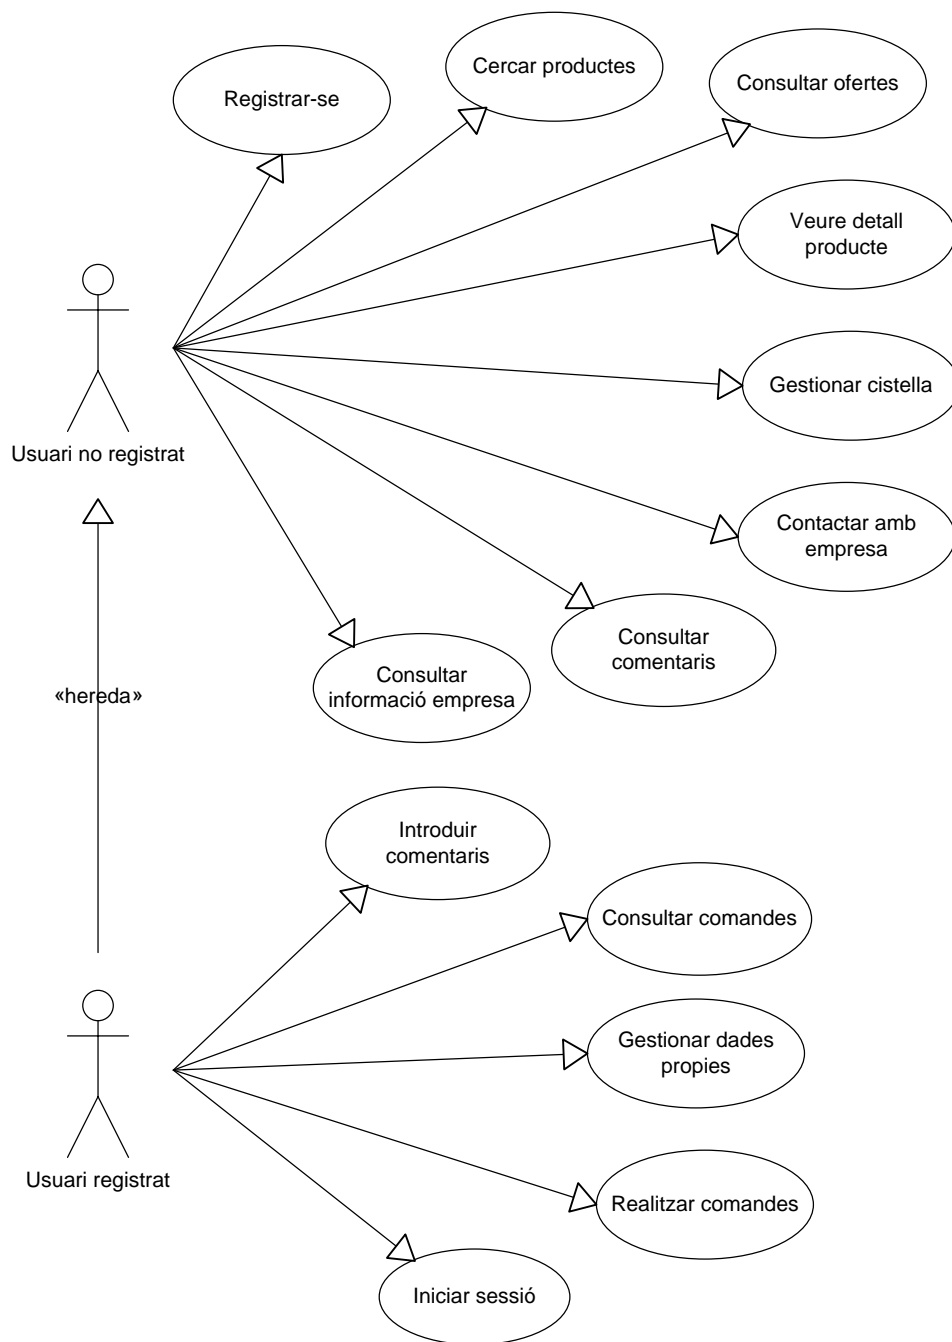 Cercar productes
Consultar ofertes
Registrar-se
Veure detall
producte
Gestionar cistella
Usuari no registrat
Contactar amb
empresa
Consultar
comentaris
Consultar
informació empresa
«hereda»
Introduir
comentaris
Consultar comandes
Gestionar dades
propies
Usuari registrat
Realitzar comandes
Iniciar sessió